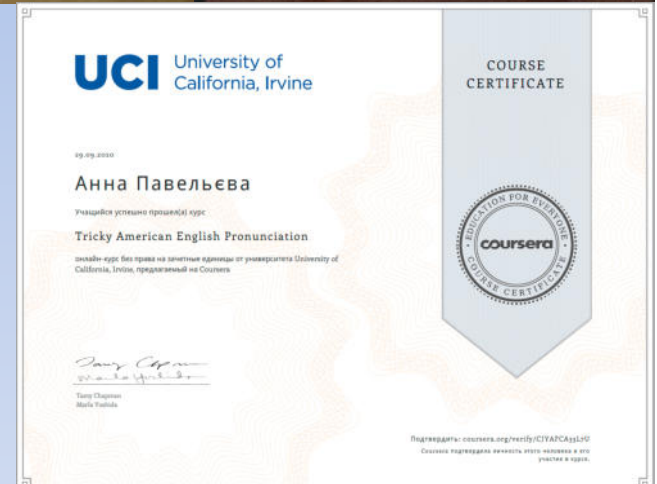 UCI University of
California, Irvine
COURSE
CERTIFICATE
29.09.2020
Анна Павельєва
Учащийся успешно прошел(а) курс
Tricky American English Pronunciation
онлайн-курс без права на зачетные единицы от университета University of
California, Irvine, предлагаемый на Coursera
EDUCATION FOR EVERYONE
coursera
COURSE CERTIFICATE
Tamy Chapman
Marla Yoshida
Подтвердить: coursera.org/verify/
Coursera подтвердила личность этого человека и его
участие в курсе.